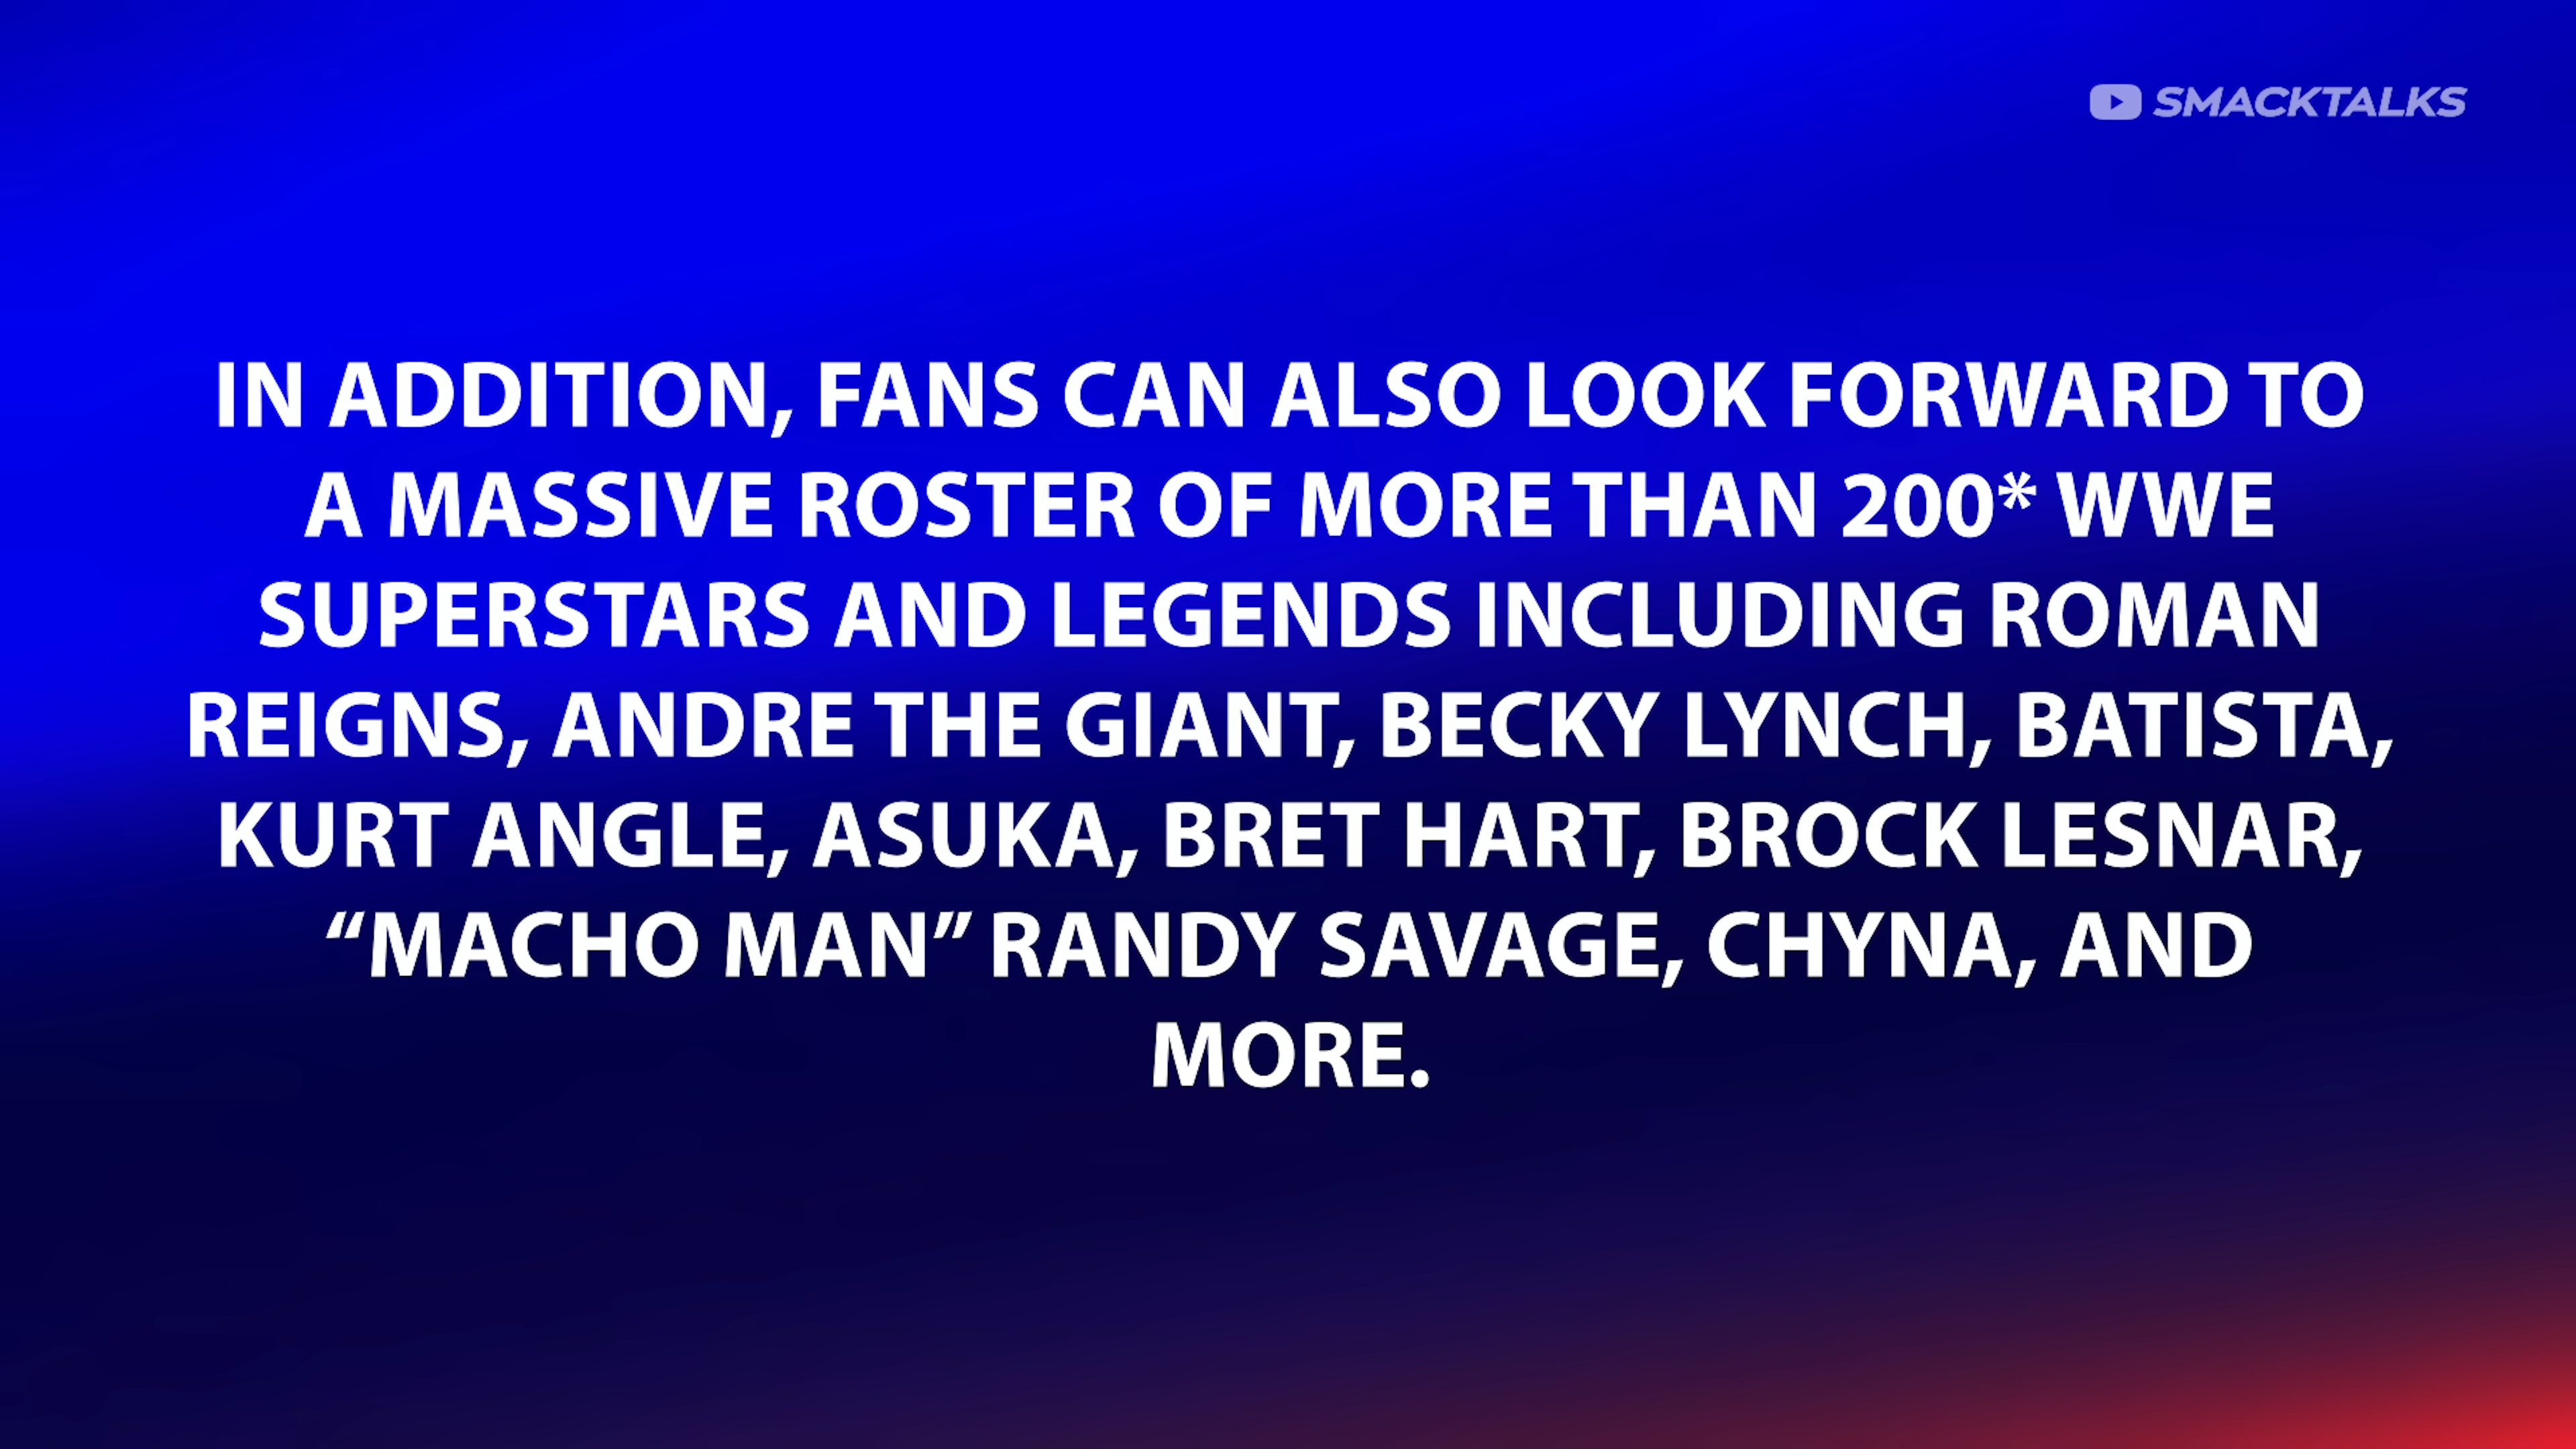 SMACKTALKS
IN ADDITION, FANS CAN ALSO LOOK FORWARD TO
A MASSIVE ROSTER OF MORE THAN 200* WWE
SUPERSTARS AND LEGENDS INCLUDING ROMAN
REIGNS, ANDRE THE GIANT, BECKY LYNCH, BATISTA,
KURT ANGLE, ASUKA, BRET HART, BROCK LESNAR,
“MACHO MAN” RANDY SAVAGE, CHYNA, AND
MORE.